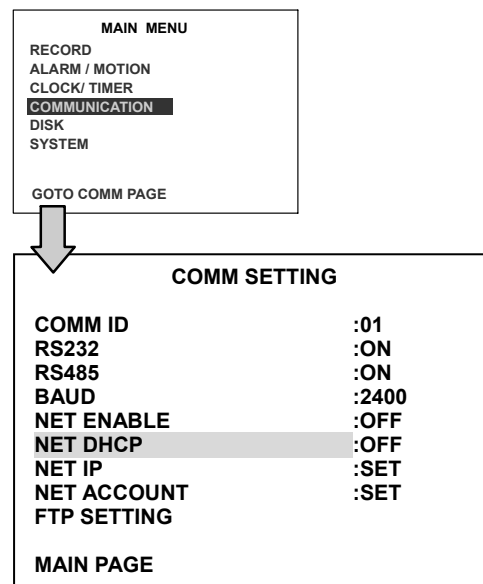 MAIN MENU
RECORD
ALARM / MOTION
CLOCK/ TIMER
COMMUNICATION
DISK
SYSTEM
GOTO COMM PAGE
COMM SETTING
COMM ID :01
RS232 :ON
RS485 :ON
BAUD :2400
NET ENABLE :OFF
NET DHCP :OFF
NET IP :SET
NET ACCOUNT :SET
FTP SETTING
MAIN PAGE